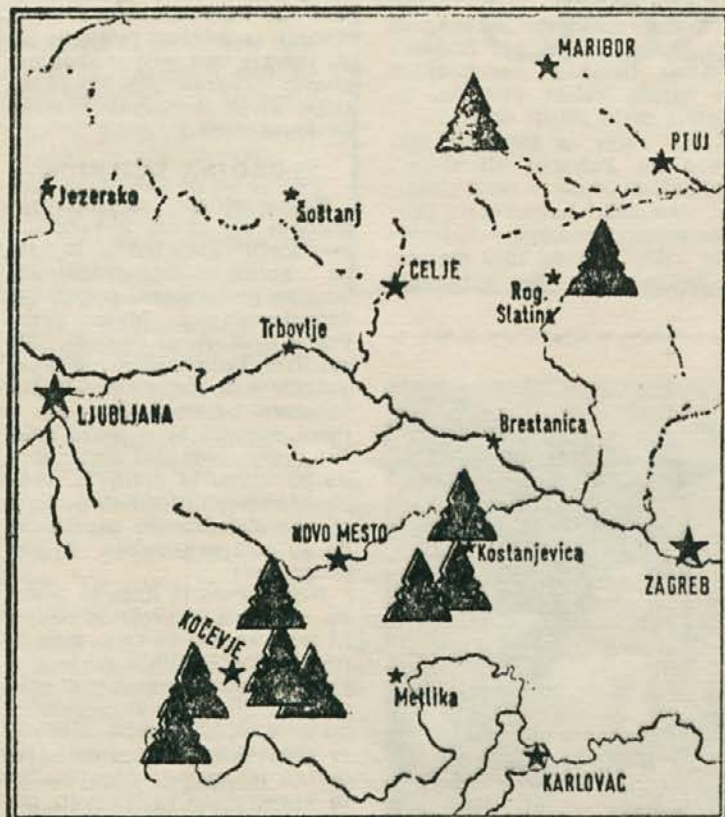 MARIBOR
PTUJ
Jezersko
Šoštanj
CELJE
Rog.
Slatina
Trbovlje
LJUBLJANA
Brestanica
NOVO MESTO
Kostanjevica
ZAGREB
KOČEVJE
Metlika
KARLOVAC